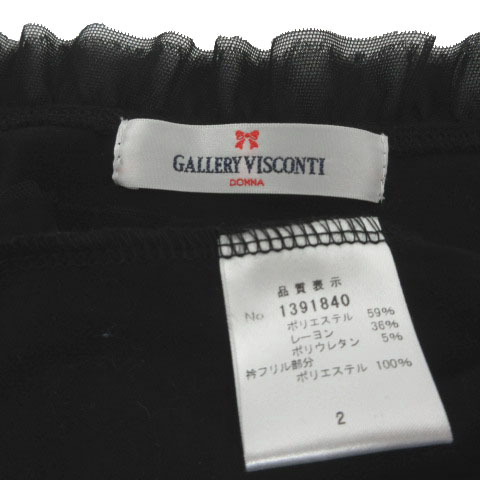 GALLERY VISCONTI
DONNA
品質表示
No 1391840
ポリエステル 59%
レーヨン 36%
ポリウレタン 5%
衿フリル部分
ポリエステル 100%
2